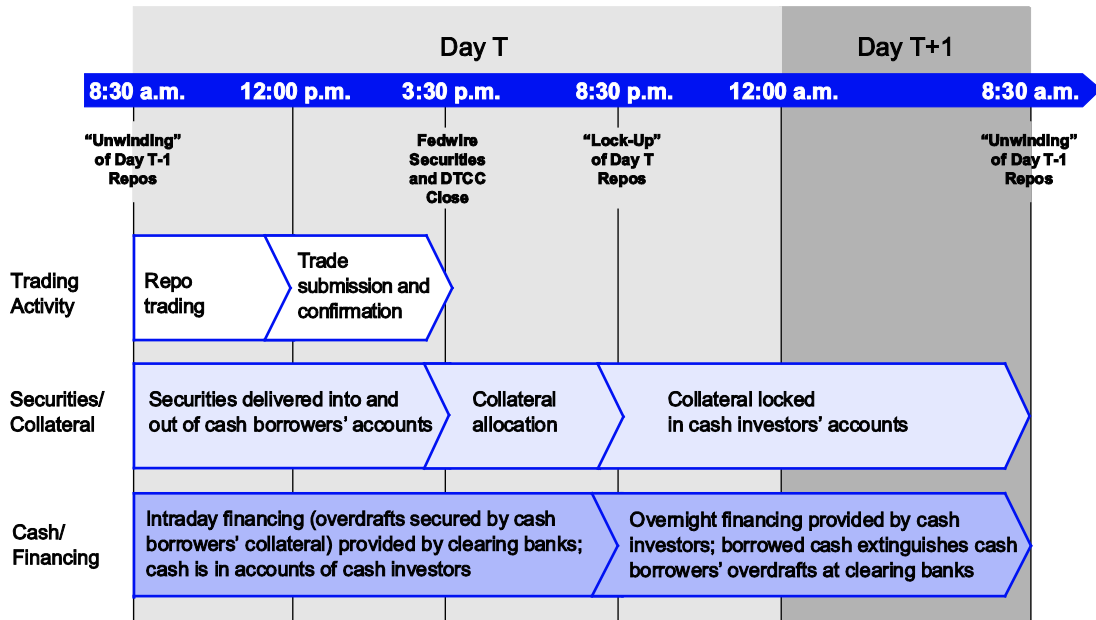 Day T
Day T+1
8:30 a.m.
12:00 p.m.
3:30 p.m.
8:30 p.m.
12:00 a.m.
8:30 a.m.
“Unwinding”
of Day T-1
Repos
Fedwire
Securities
and DTCC
Close
“Lock-Up”
of Day T
Repos
“Unwinding”
of Day T-1
Repos
Trading
Activity
Repo
trading
Trade
submission and
confirmation
Securities/
Collateral
Securities delivered into and
out of cash borrowers’ accounts
Collateral
allocation
Collateral locked
in cash investors’ accounts
Cash/
Financing
Intraday financing (overdrafts secured by cash
borrowers’ collateral) provided by clearing banks;
cash is in accounts of cash investors
Overnight financing provided by cash
investors; borrowed cash extinguishes cash
borrowers’ overdrafts at clearing banks